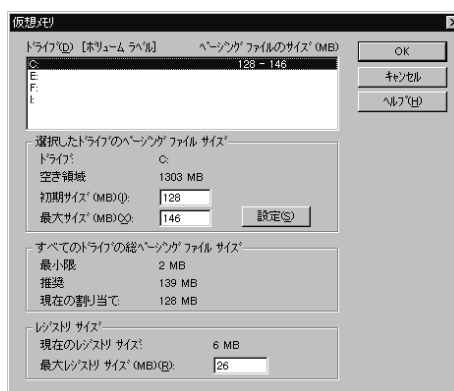 仮想ﾒﾓﾘ
ﾄﾞﾗｲﾌﾞ(D) [ﾎﾞﾘｭｰﾑ ﾗﾍﾞﾙ] ﾍﾟｰｼﾞﾝｸﾞ ﾌｧｲﾙのｻｲｽﾞ(MB)
C: 128 - 146
E:
F:
I:
OK
ｷｬﾝｾﾙ
ﾍﾙﾌﾟ(H)
選択したﾄﾞﾗｲﾌﾞのﾍﾟｰｼﾞﾝｸﾞ ﾌｧｲﾙ ｻｲｽﾞ
ﾄﾞﾗｲﾌﾞ: C:
空き領域 1303 MB
初期ｻｲｽﾞ(MB)(I): 128
最大ｻｲｽﾞ(MB)(X): 146 設定(S)
すべてのﾄﾞﾗｲﾌﾞの総ﾍﾟｰｼﾞﾝｸﾞ ﾌｧｲﾙ ｻｲｽﾞ
最小限 2 MB
推奨 139 MB
現在の割り当て: 128 MB
ﾚｼﾞｽﾄﾘ ｻｲｽﾞ
現在のﾚｼﾞｽﾄﾘ ｻｲｽﾞ: 6 MB
最大ﾚｼﾞｽﾄﾘ ｻｲｽﾞ(MB)(R): 26